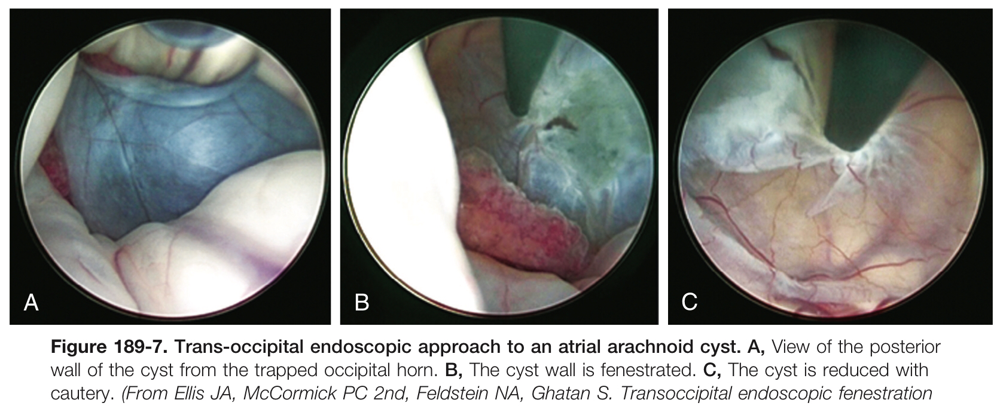 A
B
C
Figure 189-7. Trans-occipital endoscopic approach to an atrial arachnoid cyst. A, View of the posterior
wall of the cyst from the trapped occipital horn. B, The cyst wall is fenestrated. C, The cyst is reduced with
cautery. (From Ellis JA, McCormick PC 2nd, Feldstein NA, Ghatan S. Transoccipital endoscopic fenestration